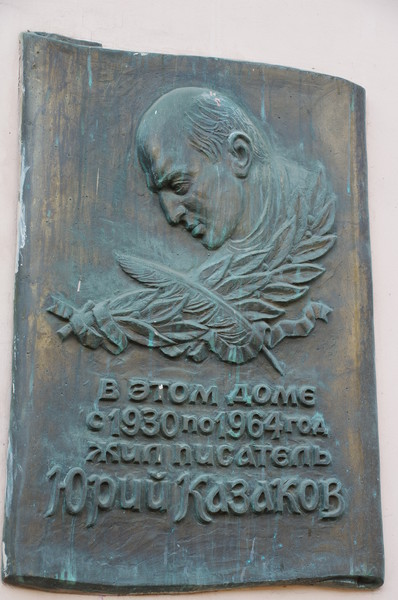 В этом доме
с 1930 по 1964 год
жил писатель
Юрий Казаков